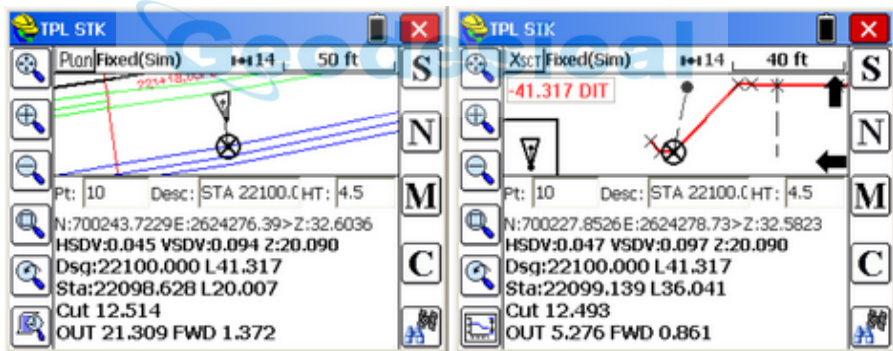 TPL STK
Plan Fixed(Sim) 14 50 ft
S
N
M
C
Pt: 10 Desc: STA 22100.( HT: 4.5
N:700243.7229 E:2624276.39>Z:32.6036
HSDV:0.045 VSDV:0.094 Z:20.090
Dsg:22100.000 L41.317
Sta:22098.628 L20.007
Cut 12.514
OUT 21.309 FWD 1.372
TPL STK
XSCT Fixed(Sim) 14 40 ft
-41.317 DIT
S
N
M
C
Pt: 10 Desc: STA 22100.( HT: 4.5
N:700227.8526 E:2624278.73>Z:32.5823
HSDV:0.047 VSDV:0.097 Z:20.090
Dsg:22100.000 L41.317
Sta:22099.139 L36.041
Cut 12.493
OUT 5.276 FWD 0.861
Geodesical